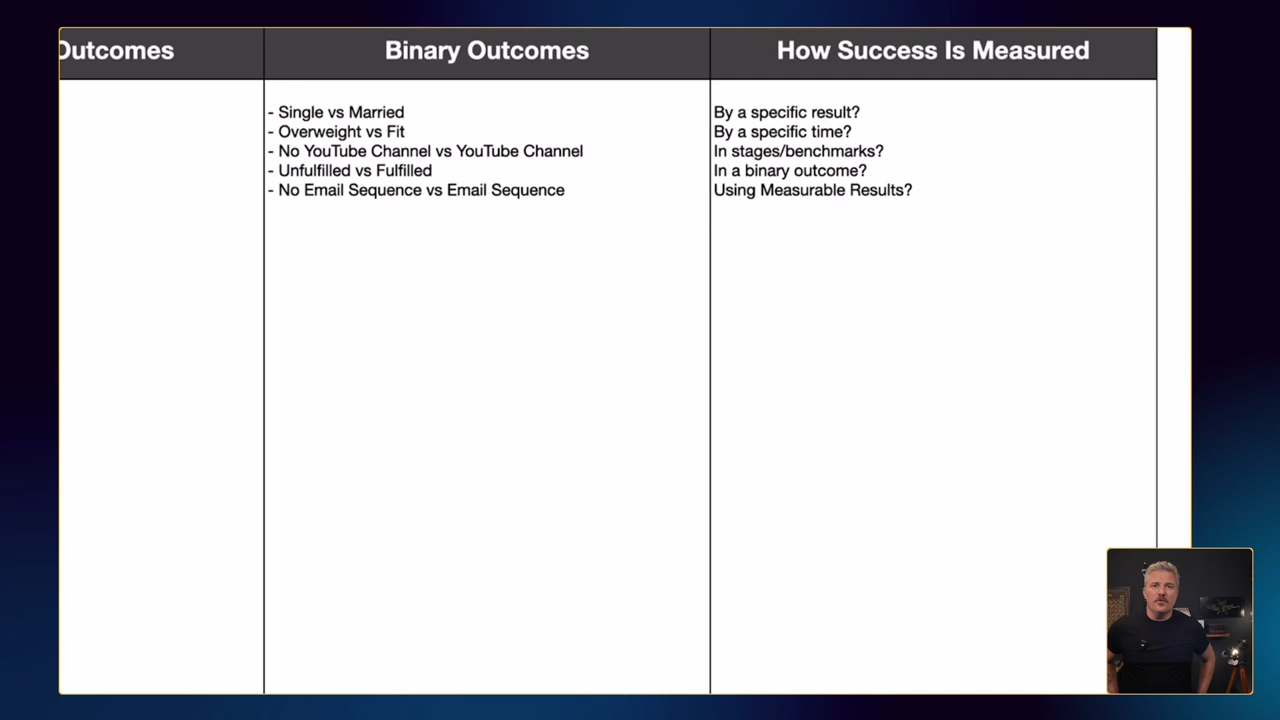 Outcomes
Binary Outcomes
How Success Is Measured
- Single vs Married
- Overweight vs Fit
- No YouTube Channel vs YouTube Channel
- Unfulfilled vs Fulfilled
- No Email Sequence vs Email Sequence
By a specific result?
By a specific time?
In stages/benchmarks?
In a binary outcome?
Using Measurable Results?